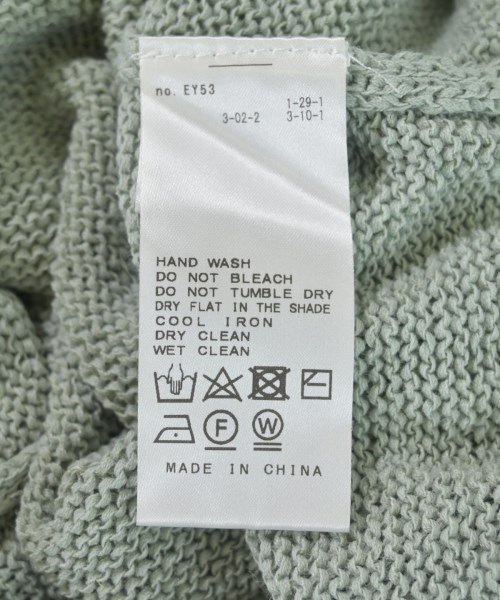 no. EY53
1-29-1
3-02-2 3-10-1
HAND WASH
DO NOT BLEACH
DO NOT TUMBLE DRY
DRY FLAT IN THE SHADE
COOL IRON
DRY CLEAN
WET CLEAN
F W
MADE IN CHINA